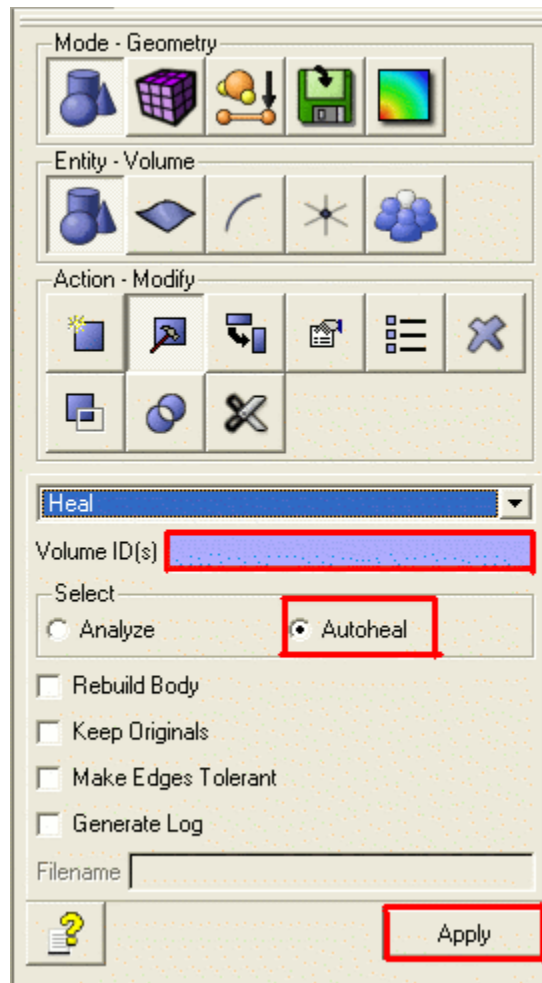 Mode - Geometry
Entity - Volume
Action - Modify
Heal
Volume ID(s)
Select
Analyze
Autoheal
Rebuild Body
Keep Originals
Make Edges Tolerant
Generate Log
Filename
Apply